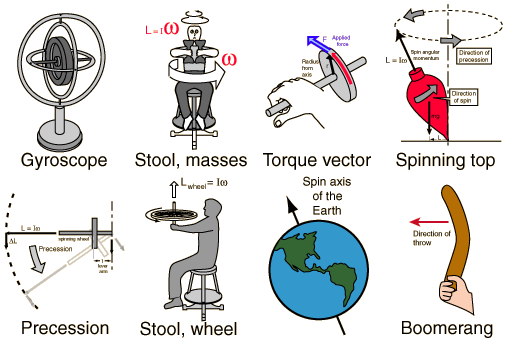 L = I ω
ω
Gyroscope
Stool, masses
F
Applied
force
Radius
from
axis
r
Torque vector
Spin angular
momentum
L = Iω
Direction of
precession
Direction
of spin
mg
Spinning top
L = Iω
ΔL
spinning wheel
Precession
lever
arm
Precession
L wheel = Iω
Stool, wheel
Spin axis
of the
Earth
Direction of
throw
Boomerang